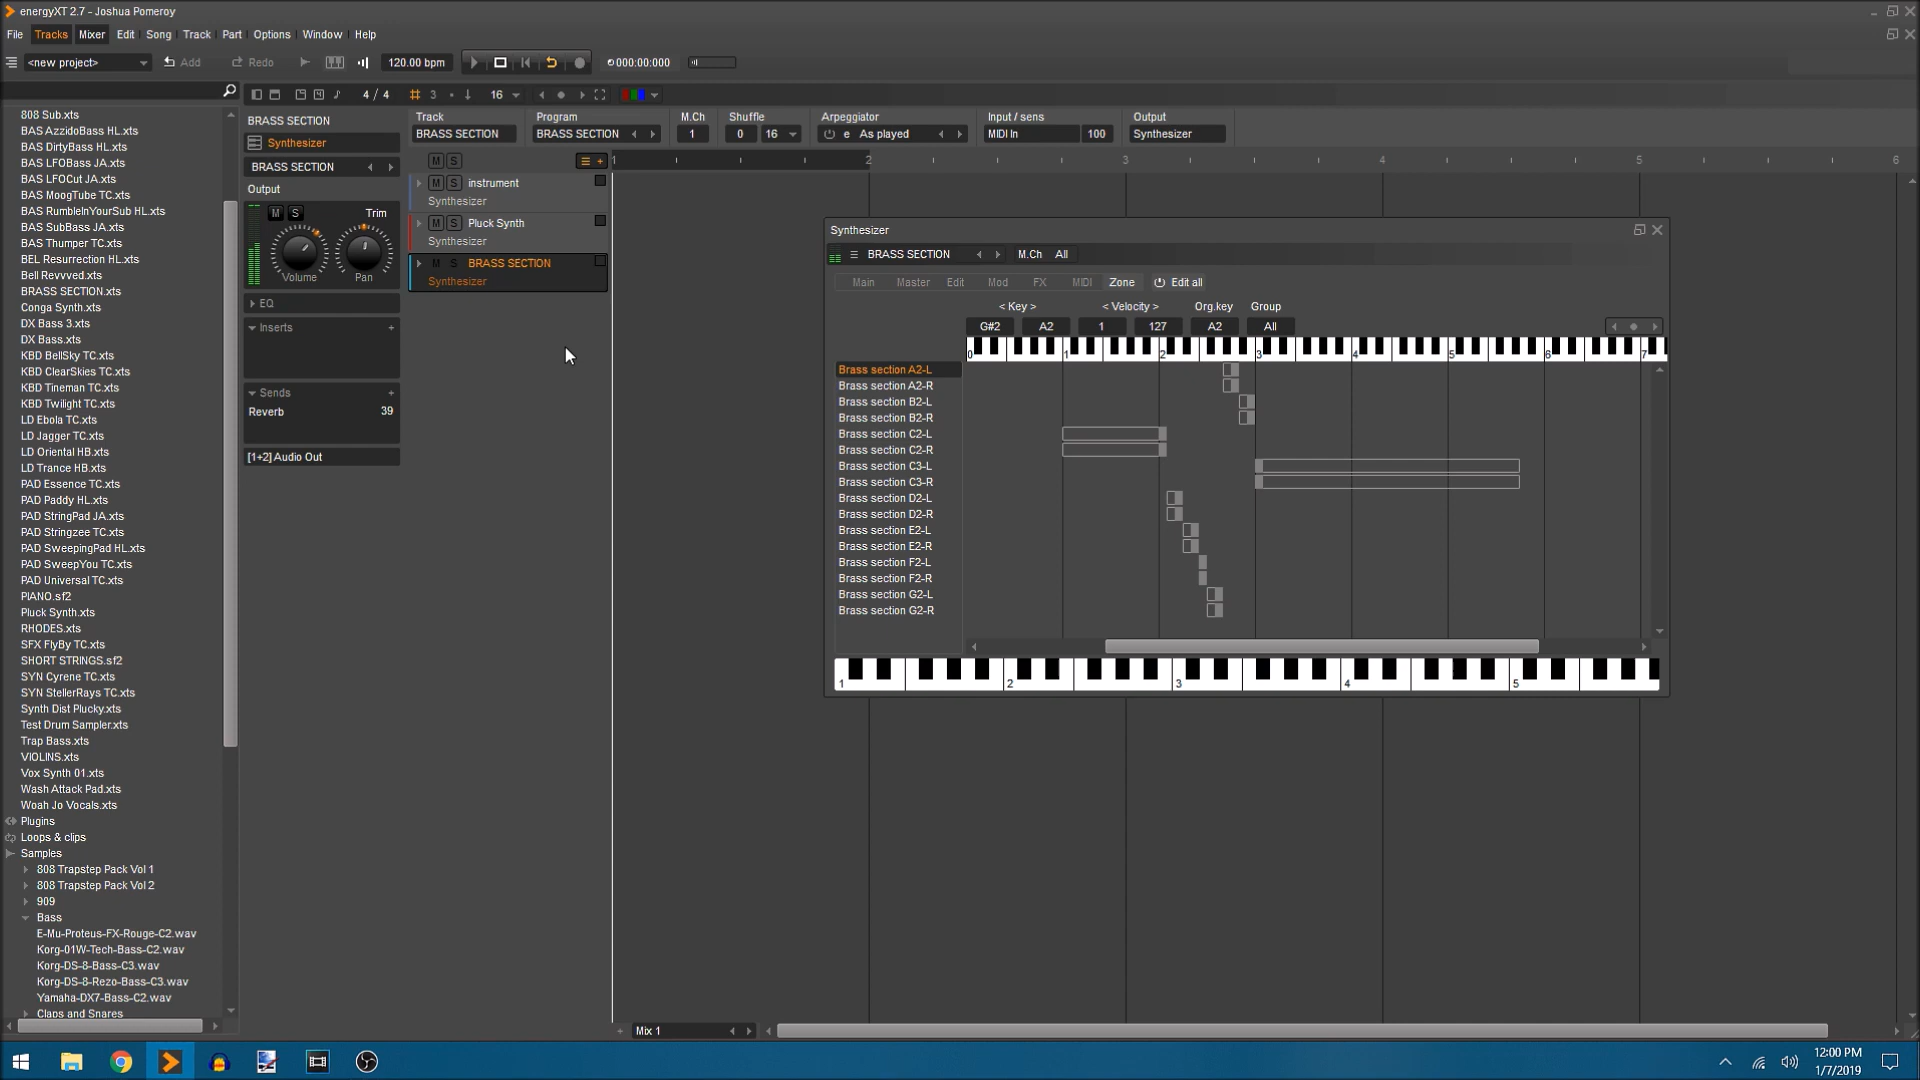 energyXT 2.7 - Joshua Pomeroy
File Tracks Mixer Edit Song Track Part Options Window Help
<new project> Add Redo 120.00 bpm 000:00:000
4 / 4 3 16
808 Sub.xts
BAS AzzidoBass HL.xts
BAS DirtyBass HL.xts
BAS LFOBass JA.xts
BAS LFOCut JA.xts
BAS MoogTube TC.xts
BAS RumbleInYourSub HL.xts
BAS SubBass JA.xts
BAS Thumper TC.xts
BEL Resurrection HL.xts
Bell Revvved.xts
BRASS SECTION.xts
Conga Synth.xts
DX Bass 3.xts
DX Bass.xts
KBD BellSky TC.xts
KBD ClearSkies TC.xts
KBD Tineman TC.xts
KBD Twilight TC.xts
LD Ebola TC.xts
LD Jagger TC.xts
LD Oriental HB.xts
LD Trance HB.xts
PAD Essence TC.xts
PAD Paddy HL.xts
PAD StringPad JA.xts
PAD Stringzee TC.xts
PAD SweepingPad HL.xts
PAD SweepYou TC.xts
PAD Universal TC.xts
PIANO.sf2
Pluck Synth.xts
RHODES.xts
SFX FlyBy TC.xts
SHORT STRINGS.sf2
SYN Cyrene TC.xts
SYN StellerRays TC.xts
Synth Dist Plucky.xts
Test Drum Sampler.xts
Trap Bass.xts
VIOLINS.xts
Vox Synth 01.xts
Wash Attack Pad.xts
Woah Jo Vocals.xts
Plugins
Loops & clips
Samples
808 Trapstep Pack Vol 1
808 Trapstep Pack Vol 2
909
Bass
E-Mu-Proteus-FX-Rouge-C2.wav
Korg-01W-Tech-Bass-C2.wav
Korg-DS-8-Bass-C3.wav
Korg-DS-8-Rezo-Bass-C3.wav
Yamaha-DX7-Bass-C2.wav
Claps and Snares
BRASS SECTION
Synthesizer
BRASS SECTION
Output
M S Trim
Volume Pan
EQ
Inserts +
Sends +
Reverb 39
[1+2] Audio Out
Track Program M.Ch Shuffle Arpeggiator Input / sens Output
BRASS SECTION BRASS SECTION 1 0 16 e As played MIDI In 100 Synthesizer
M S + 1 2 3 4 5 6
M S instrument
Synthesizer
M S Pluck Synth
Synthesizer
M S BRASS SECTION
Synthesizer
Synthesizer
BRASS SECTION M.Ch All
Main Master Edit Mod FX MIDI Zone Edit all
< Key > < Velocity > Org.key Group
G#2 A2 1 127 A2 All
0 1 2 3 4 5 6 7
Brass section A2-L
Brass section A2-R
Brass section B2-L
Brass section B2-R
Brass section C2-L
Brass section C2-R
Brass section C3-L
Brass section C3-R
Brass section D2-L
Brass section D2-R
Brass section E2-L
Brass section E2-R
Brass section F2-L
Brass section F2-R
Brass section G2-L
Brass section G2-R
1 2 3 4 5
+ Mix 1
12:00 PM
1/7/2019